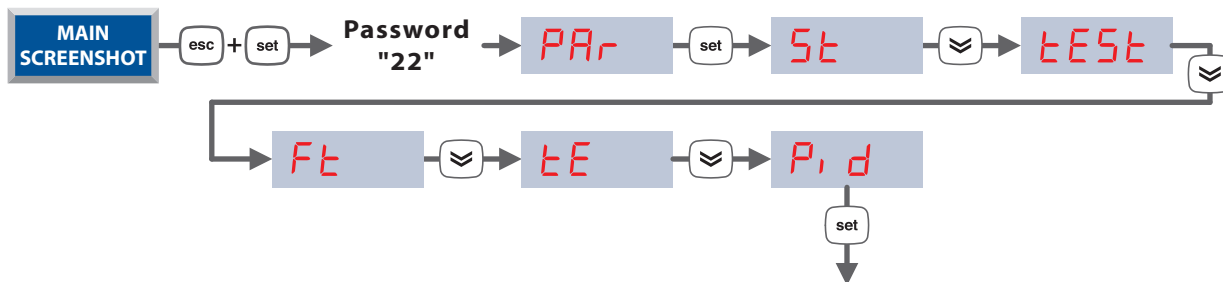 MAIN SCREENSHOT
esc + set
Password "22"
PAr
set
St
tESt
Ft
tE
Pid
set